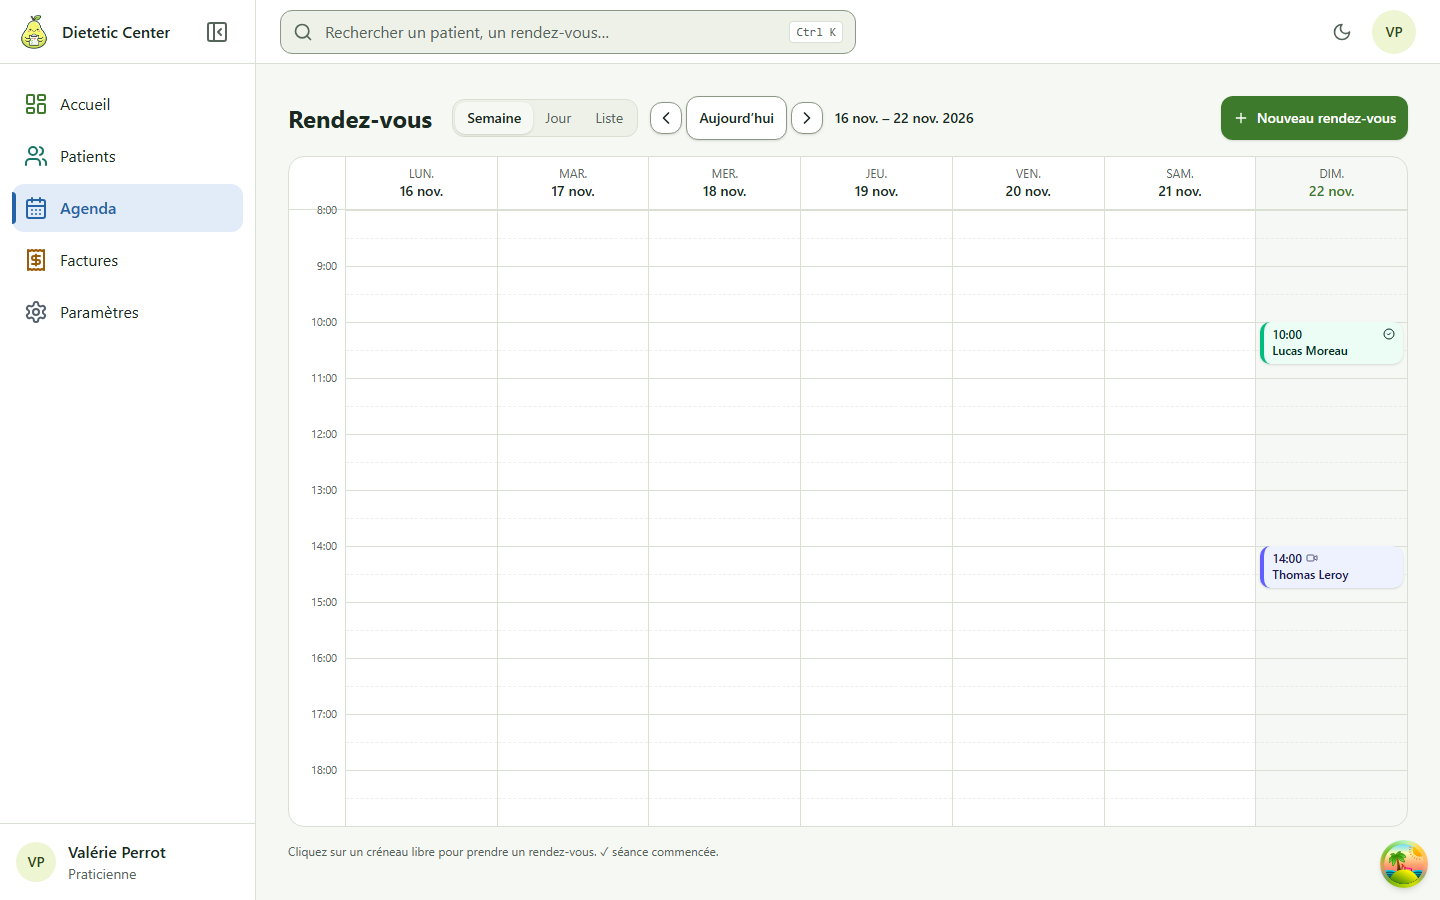 Dietetic Center
Rechercher un patient, un rendez-vous...
Ctrl K
VP
Accueil
Patients
Agenda
Factures
Paramètres
Rendez-vous
Semaine
Jour
Liste
Aujourd'hui
16 nov. – 22 nov. 2026
+ Nouveau rendez-vous
LUN.
16 nov.
MAR.
17 nov.
MER.
18 nov.
JEU.
19 nov.
VEN.
20 nov.
SAM.
21 nov.
DIM.
22 nov.
8:00
9:00
10:00
11:00
12:00
13:00
14:00
15:00
16:00
17:00
18:00
10:00
Lucas Moreau
14:00
Thomas Leroy
Cliquez sur un créneau libre pour prendre un rendez-vous. ✓ séance commencée.
VP
Valérie Perrot
Praticienne